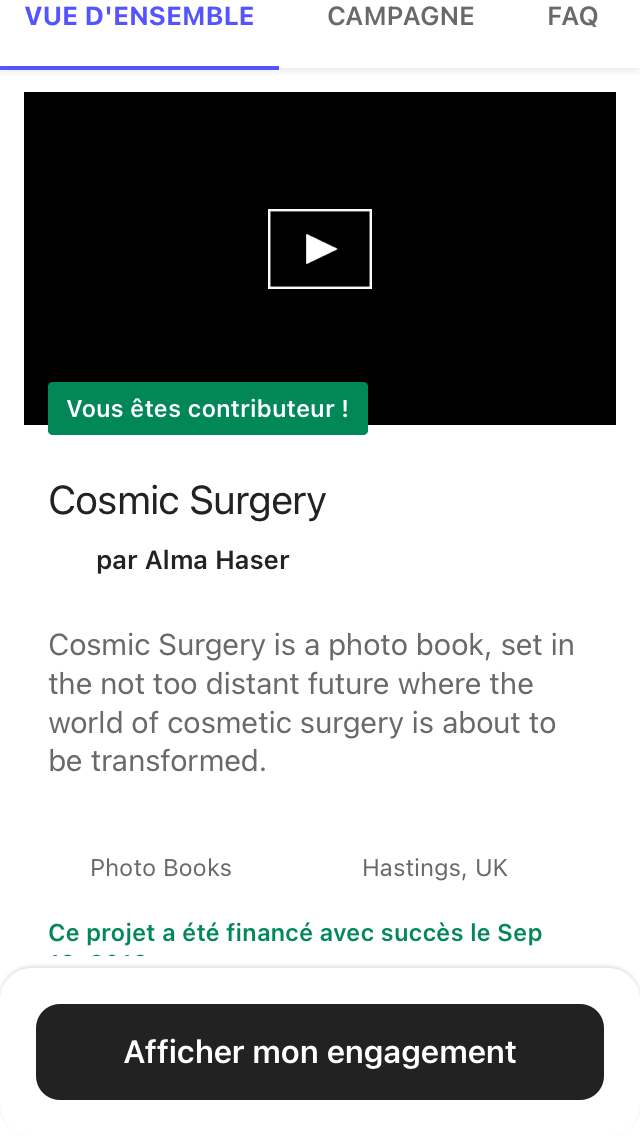 VUE D'ENSEMBLE CAMPAGNE FAQ
Vous êtes contributeur !
Cosmic Surgery
par Alma Haser
Cosmic Surgery is a photo book, set in
the not too distant future where the
world of cosmetic surgery is about to
be transformed.
Photo Books Hastings, UK
Ce projet a été financé avec succès le Sep
Afficher mon engagement